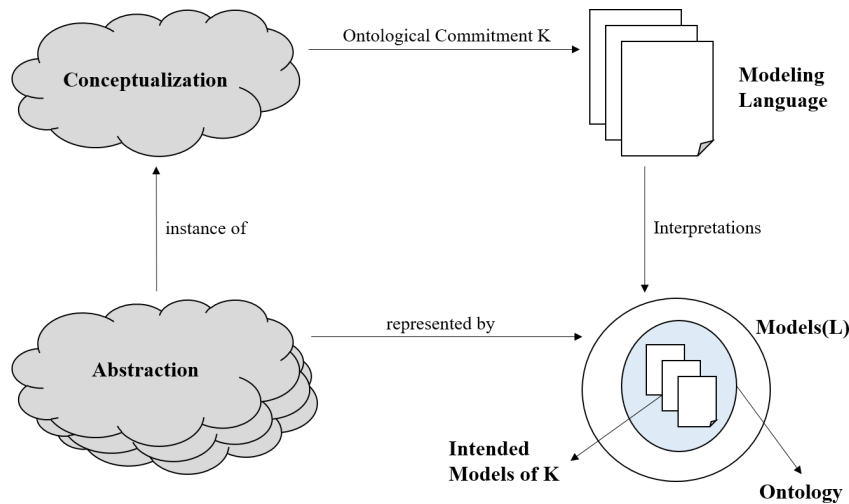 Ontological Commitment K
Conceptualization
Modeling
Language
instance of
Interpretations
represented by
Models(L)
Abstraction
Intended
Models of K
Ontology